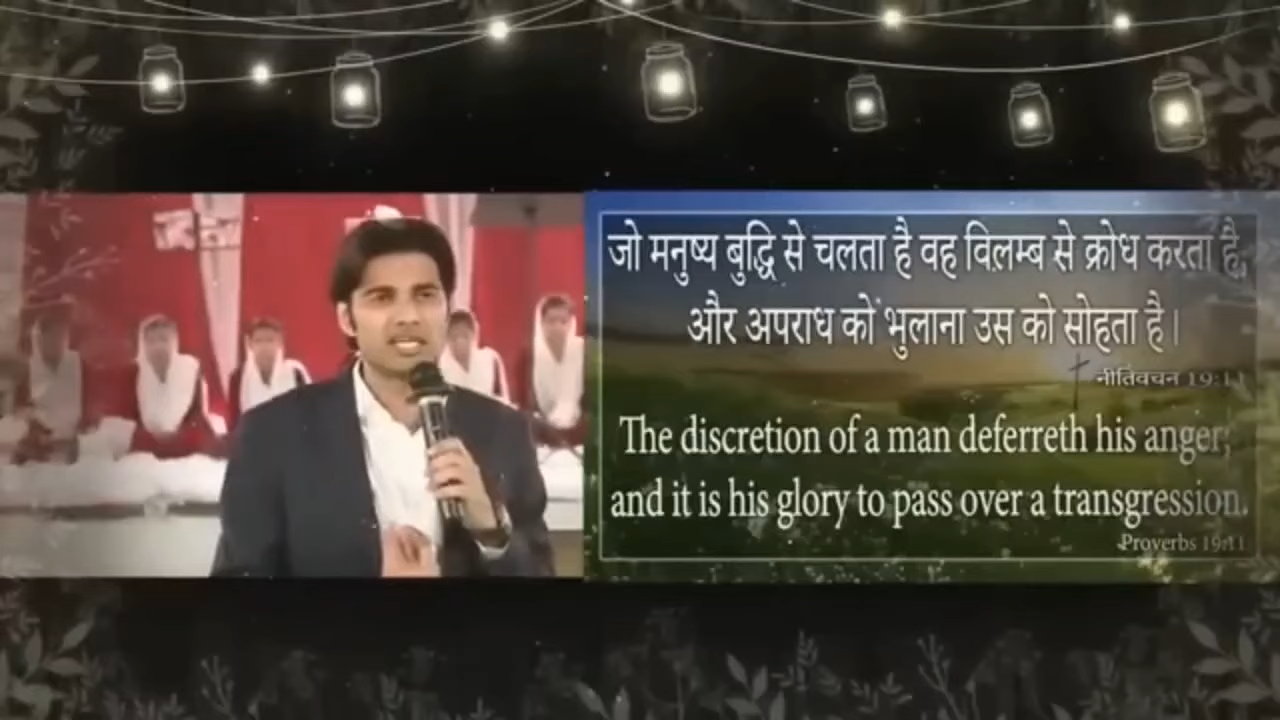 जो मनुष्य बुद्धि से चलता है वह विलम्ब से क्रोध करता है,
और अपराध को भुलाना उस को सोहता है।
नीतिवचन 19:11
The discretion of a man deferreth his anger;
and it is his glory to pass over a transgression.
Proverbs 19:11